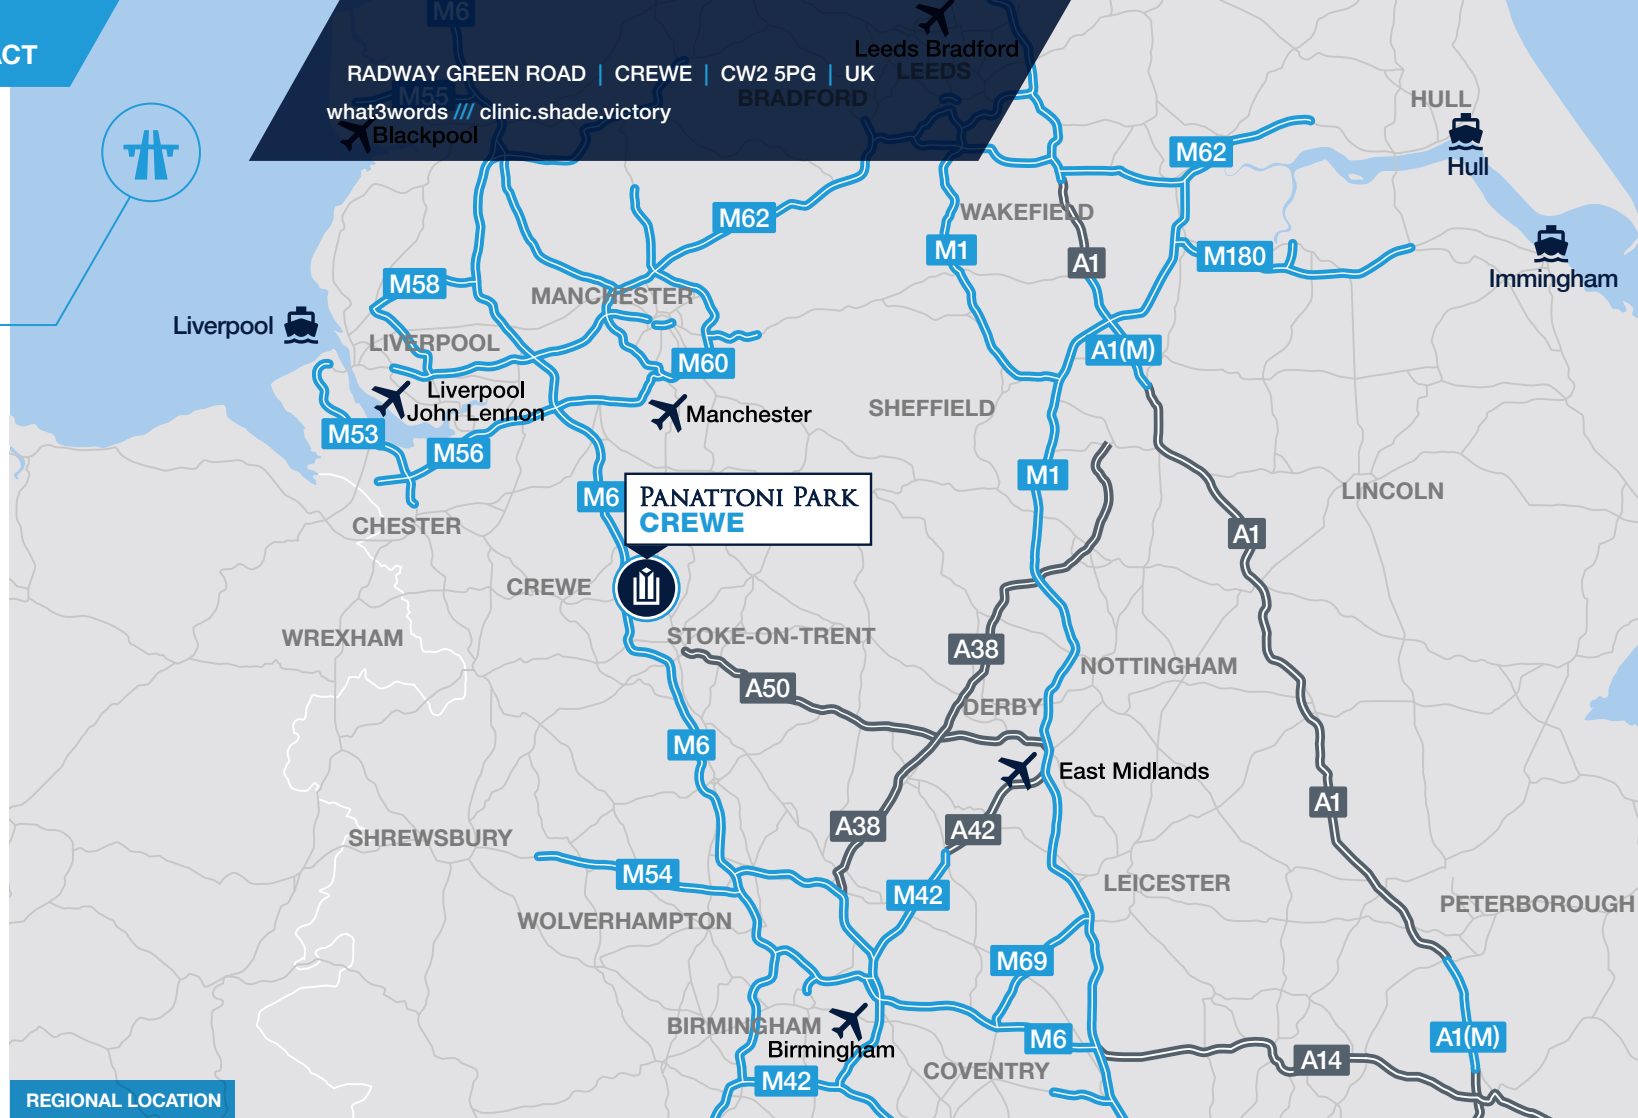 ACT
M6
Leeds Bradford
LEEDS
RADWAY GREEN ROAD | CREWE | CW2 5PG | UK
M55
BRADFORD
what3words /// clinic.shade.victory
Blackpool
HULL
Hull
M62
M62
WAKEFIELD
M1
A1
M180
Immingham
M58
MANCHESTER
Liverpool
LIVERPOOL
M60
A1(M)
Liverpool
John Lennon
Manchester
SHEFFIELD
M53
M56
M1
LINCOLN
M6
PANATTONI PARK
CREWE
CHESTER
A1
CREWE
WREXHAM
STOKE-ON-TRENT
A38
NOTTINGHAM
A50
DERBY
M6
East Midlands
A1
SHREWSBURY
A38
A42
M54
M42
LEICESTER
PETERBOROUGH
WOLVERHAMPTON
M69
BIRMINGHAM
Birmingham
M6
A1(M)
COVENTRY
A14
M42
REGIONAL LOCATION